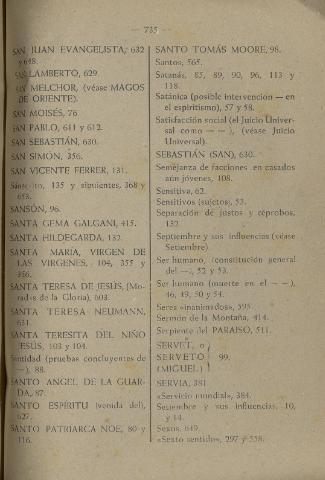 — 735 —
SAN JUAN EVANGELISTA, 632
y 648.
SAN LAMBERTO, 629.
SAN MELCHOR, (véase MAGOS
DE ORIENTE).
SAN MOISÉS, 76
SAN PABLO, 611 y 612.
SAN SEBASTIÁN, 630.
SAN SIMON, 356.
SAN VICENTE FERRER, 131.
Sánscrito, 135 y siguientes, 368 y
SANSÓN, 96.
SANTA GEMA GALGANI, 415.
SANTA HILDEGARDA, 132.
SANTA MARÍA, VIRGEN DE
LAS VIRGENES, 104, 355 y
356.
SANTA TERESA DE JESÚS, (Mo-
radas de la Gloria), 603.
SANTA TERESA NEUMANN,
631.
SANTA TERESITA DEL NIÑO
JESÚS, 103 y 104.
Santidad (pruebas concluyentes de
—), 88.
SANTO ANGEL DE LA GUAR-
DA, 87.
SANTO ESPÍRITU (venida del),
627.
SANTO PATRIARCA NOE, 80 y
116.
SANTO TOMÁS MOORE, 98.
Santos, 565.
Satanás, 85, 89, 90, 96, 113 y
118.
Satánica (posible intervención — en
el espiritismo), 57 y 58.
Satisfacción social (el Juicio Univer-
sal como — — ), (véase Juicio
Universal).
SEBASTIÁN (SAN), 630.
Semejanza de facciones en casados
aún jóvenes, 108.
Sensitiva, 62.
Sensitivos (sujetos), 53.
Separación de justos y réprobos,
132
Septiembre y sus influencias (véase
Setiembre).
Ser humano, (constitución general
del —), 52 y 53.
Ser humano (muerte en el — —),
46, 49, 50 y 54.
Seres «inanimados», 595.
Sermón de la Montaña, 414.
Serpiente del PARAISO, 511.
SERVET, o
SERVETO 99.
(MIGUEL)
SERVIA, 381
«Servicio mundial», 384.
Setiembre y sus influencias, 10,
y 14.
Sexos, 649.
«Sexto sentido», 297 y 558.